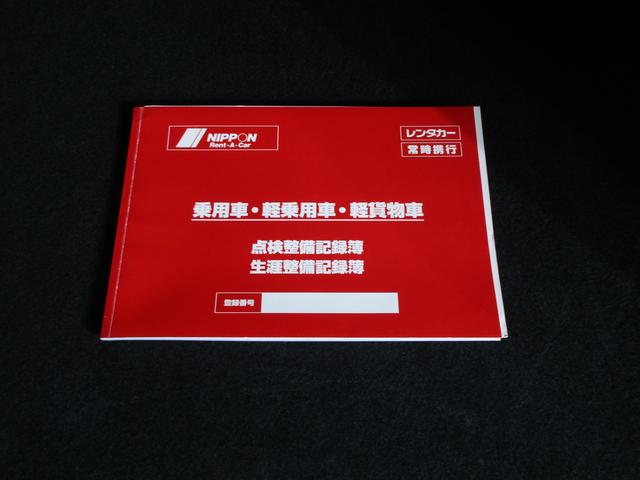 NIPPON
Rent-A-Car
レンタカー
常時携行
乗用車・軽乗用車・軽貨物車
点検整備記録簿
生涯整備記録簿
登録番号